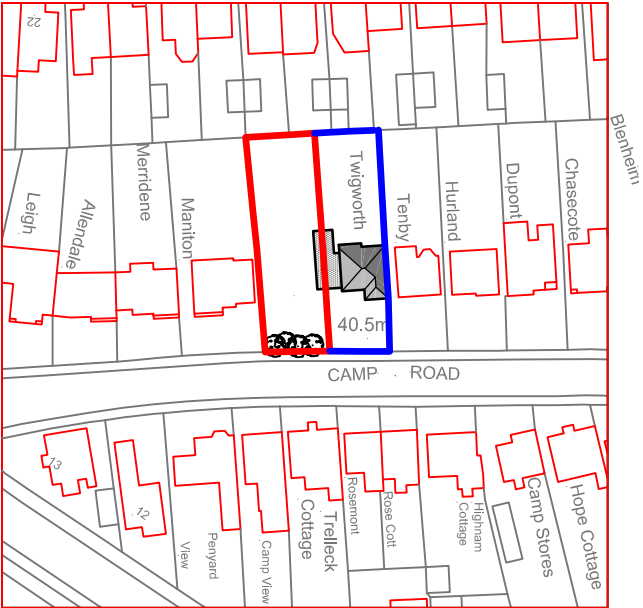 22
Blenheim
Leigh
Allendale
Merridene
Maniton
Twigworth
Tenby
Hurland
Dupont
Chasecote
40.5m
CAMP ROAD
13
12
View
Penyard
Camp View
Trelleck
Cottage
Rosemont
Rose Cott
Highnam
Cottage
Camp Stores
Hope Cottage